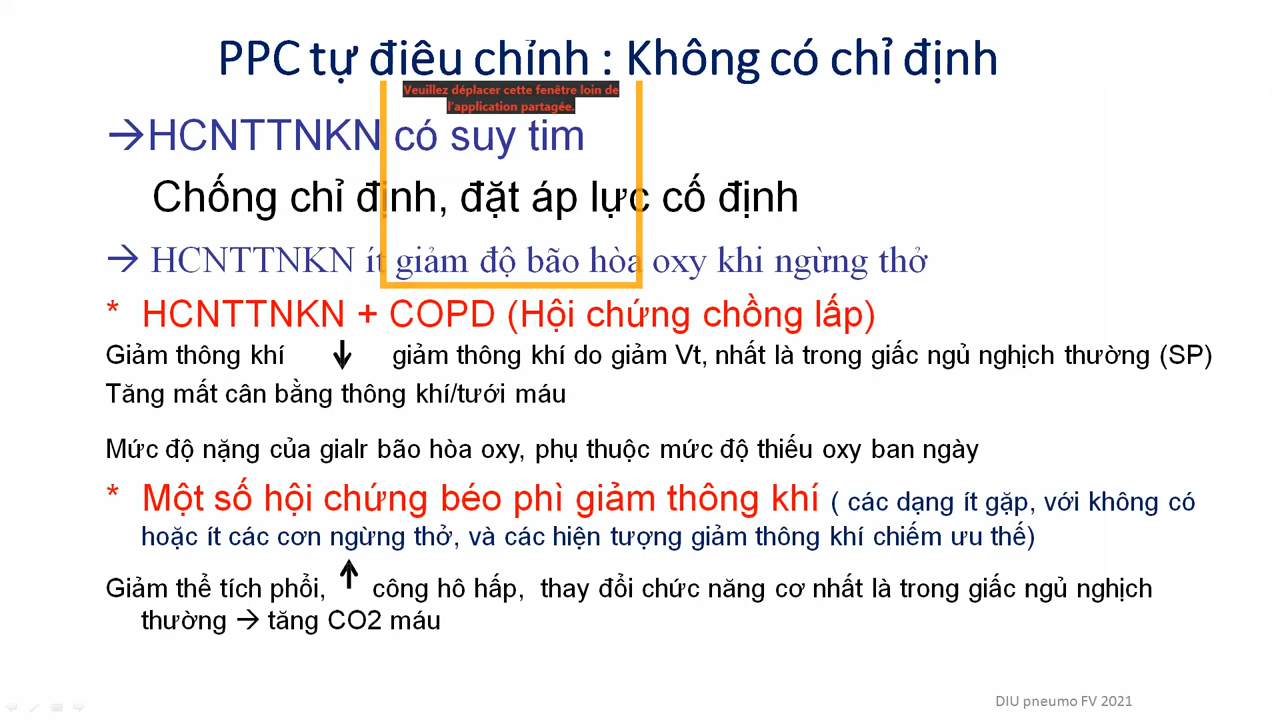 PPC tự điều chỉnh : Không có chỉ định
Veuillez déplacer cette fenêtre loin de
l'application partagée.
→HCNTTNKN có suy tim
Chống chỉ định, đặt áp lực cố định
→ HCNTTNKN ít giảm độ bão hòa oxy khi ngừng thở
* HCNTTNKN + COPD (Hội chứng chồng lấp)
Giảm thông khí ↓ giảm thông khí do giảm Vt, nhất là trong giấc ngủ nghịch thường (SP)
Tăng mất cân bằng thông khí/tưới máu
Mức độ nặng của gialr bão hòa oxy, phụ thuộc mức độ thiếu oxy ban ngày
* Một số hội chứng béo phì giảm thông khí ( các dạng ít gặp, với không có
hoặc ít các cơn ngừng thở, và các hiện tượng giảm thông khí chiếm ưu thế)
Giảm thể tích phổi, ↑ công hô hấp, thay đổi chức năng cơ nhất là trong giấc ngủ nghịch
thường → tăng CO2 máu
DIU pneumo FV 2021